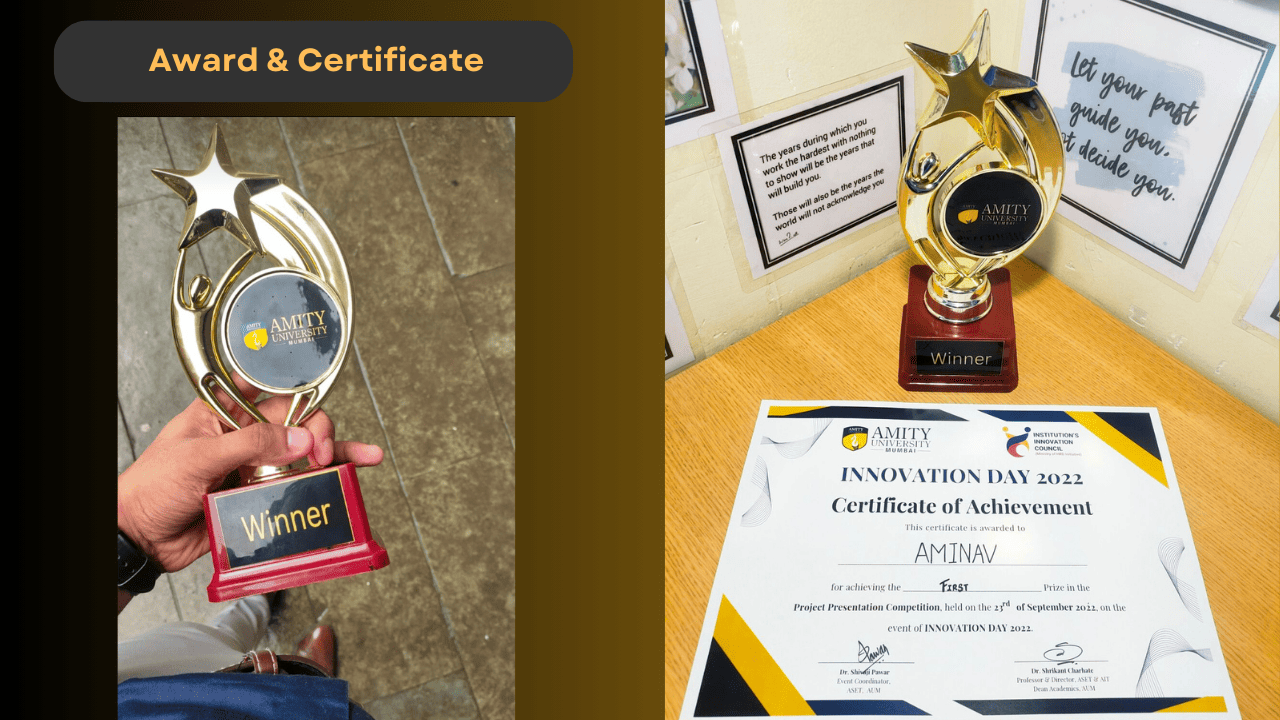 Award & Certificate
AMITY
UNIVERSITY
MUMBAI
Winner
The years during which you
work the hardest with nothing
to show will be the years that
will build you.
Those will also be the years the
world will not acknowledge you
Let your past
guide you,
not decide you.
AMITY
UNIVERSITY
MUMBAI
Winner
AMITY
UNIVERSITY
MUMBAI
INSTITUTION'S
INNOVATION
COUNCIL
INNOVATION DAY 2022
Certificate of Achievement
This certificate is awarded to
AMINAV
for achieving the FIRST Prize in the
Project Presentation Competition, held on the 23rd of September 2022, on the
event of INNOVATION DAY 2022.
Dr. Shivaji Pawar
Event Coordinator,
ASET, AUM
Dr. Shrikant Charhate
Professor & Director, ASET & AIT
Dean Academics, AUM